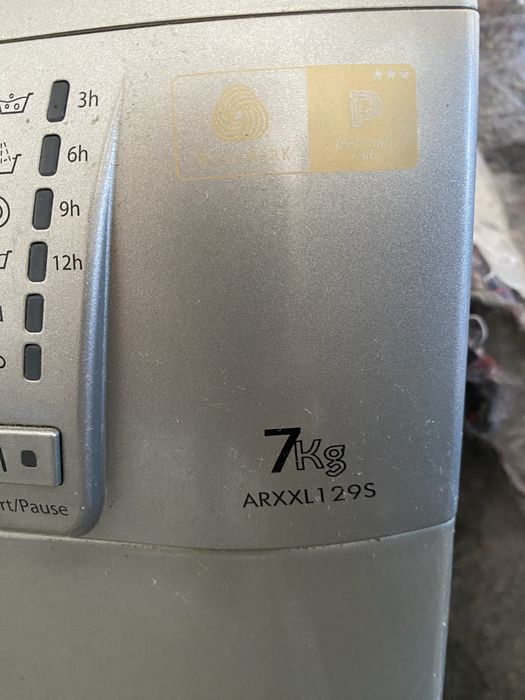 3h
6h
9h
12h
P
7Kg
ARXXL129S
rt/Pause